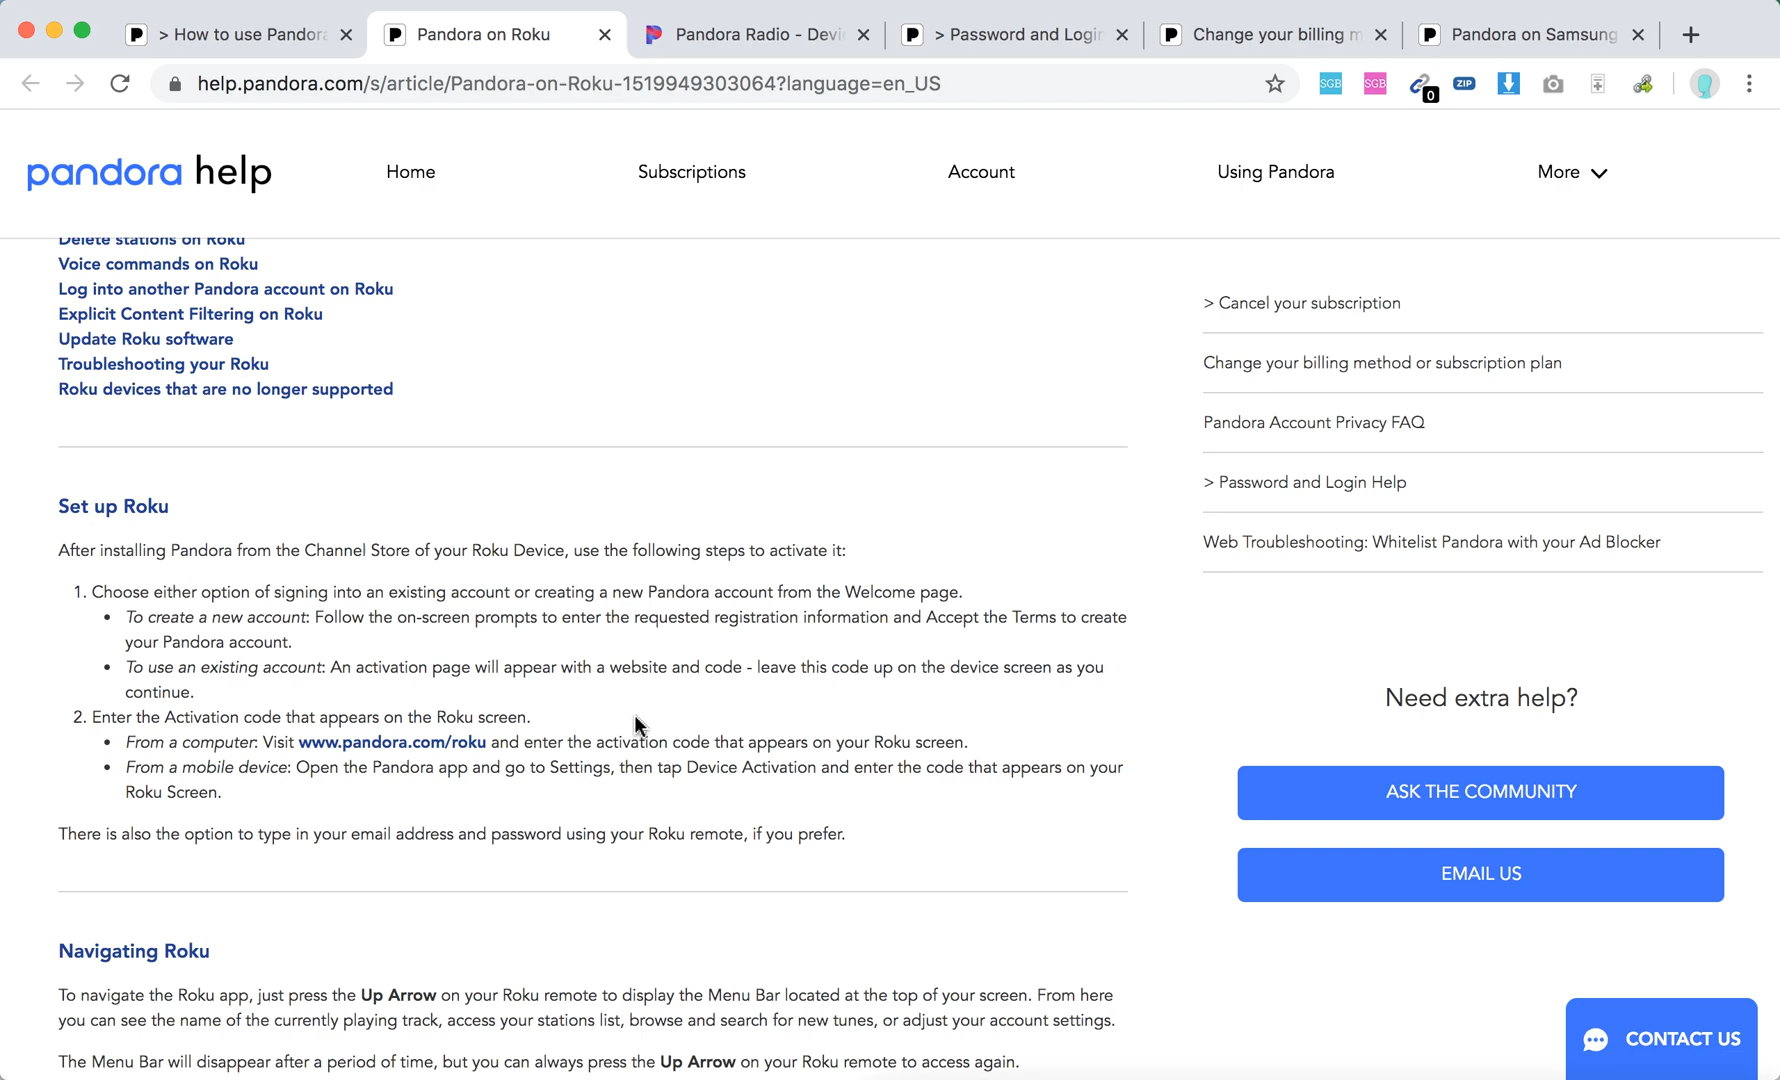 > How to use Pandora
Pandora on Roku
Pandora Radio - Devi
> Password and Login
Change your billing m
Pandora on Samsung
help.pandora.com/s/article/Pandora-on-Roku-1519949303064?language=en_US
SGB
SGB
0
ZIP
pandora help
Home
Subscriptions
Account
Using Pandora
More
Delete stations on Roku
Voice commands on Roku
Log into another Pandora account on Roku
Explicit Content Filtering on Roku
Update Roku software
Troubleshooting your Roku
Roku devices that are no longer supported
Set up Roku
After installing Pandora from the Channel Store of your Roku Device, use the following steps to activate it:
1. Choose either option of signing into an existing account or creating a new Pandora account from the Welcome page.
• To create a new account: Follow the on-screen prompts to enter the requested registration information and Accept the Terms to create
your Pandora account.
• To use an existing account: An activation page will appear with a website and code - leave this code up on the device screen as you
continue.
2. Enter the Activation code that appears on the Roku screen.
• From a computer: Visit www.pandora.com/roku and enter the activation code that appears on your Roku screen.
• From a mobile device: Open the Pandora app and go to Settings, then tap Device Activation and enter the code that appears on your
Roku Screen.
There is also the option to type in your email address and password using your Roku remote, if you prefer.
Navigating Roku
To navigate the Roku app, just press the Up Arrow on your Roku remote to display the Menu Bar located at the top of your screen. From here
you can see the name of the currently playing track, access your stations list, browse and search for new tunes, or adjust your account settings.
The Menu Bar will disappear after a period of time, but you can always press the Up Arrow on your Roku remote to access again.
> Cancel your subscription
Change your billing method or subscription plan
Pandora Account Privacy FAQ
> Password and Login Help
Web Troubleshooting: Whitelist Pandora with your Ad Blocker
Need extra help?
ASK THE COMMUNITY
EMAIL US
CONTACT US